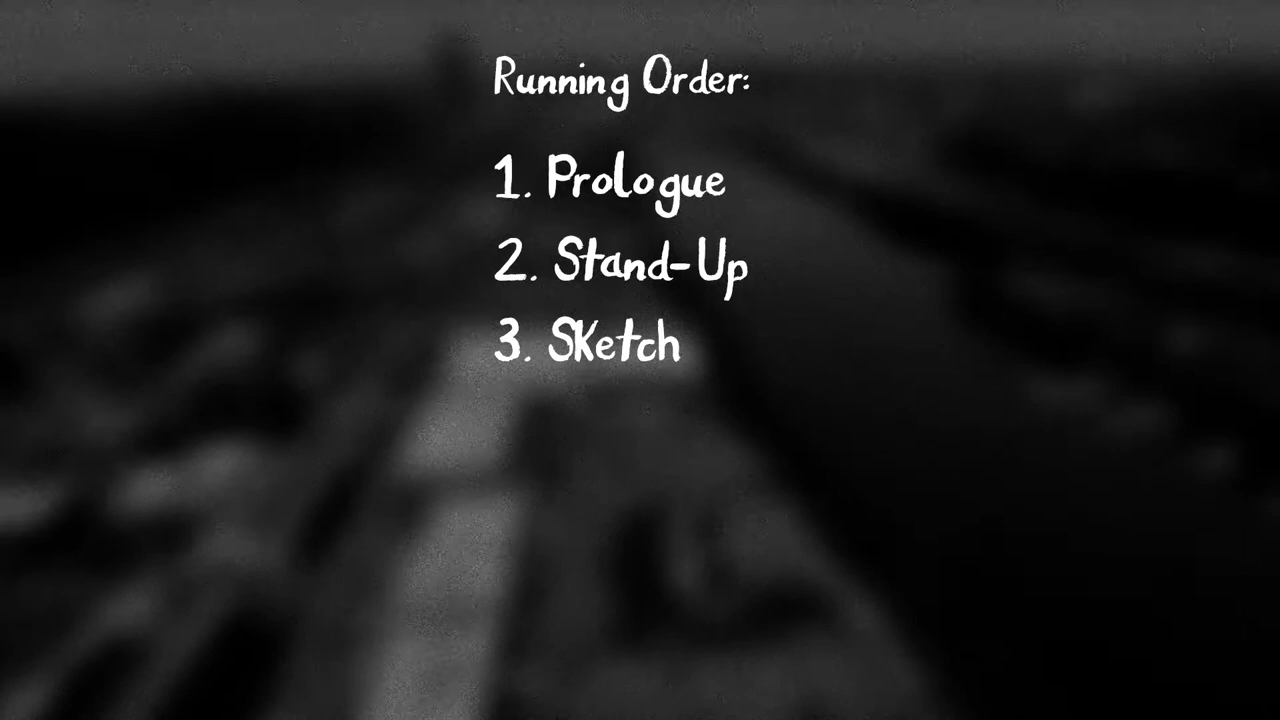 Running Order:
1. Prologue
2. Stand-Up
3. Sketch